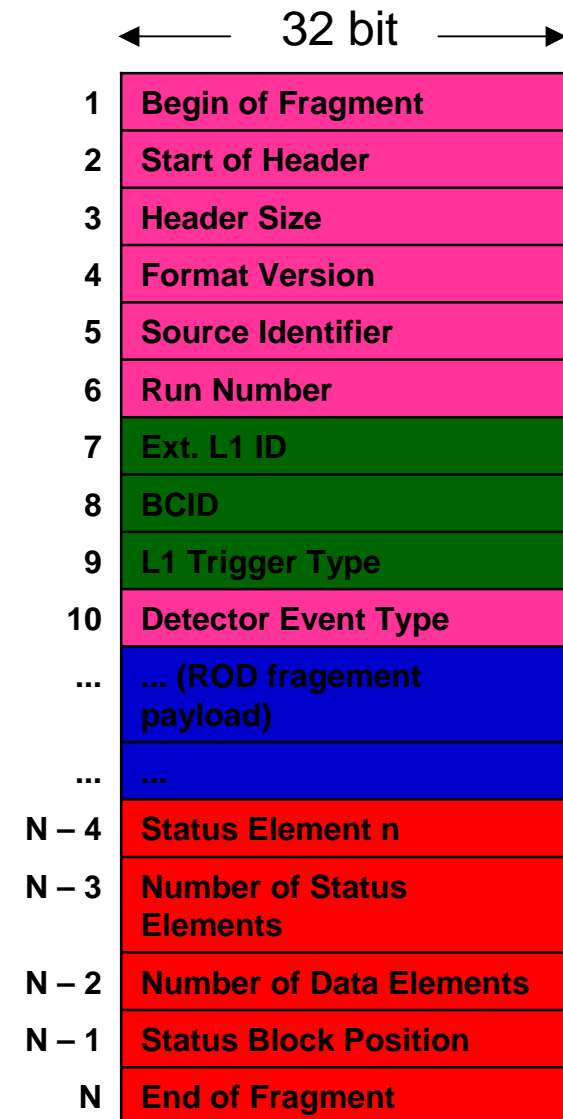 32 bit
1 Begin of Fragment
2 Start of Header
3 Header Size
4 Format Version
5 Source Identifier
6 Run Number
7 Ext. L1 ID
8 BCID
9 L1 Trigger Type
10 Detector Event Type
... ... (ROD fragement
payload)
... ...
N – 4 Status Element n
N – 3 Number of Status
Elements
N – 2 Number of Data Elements
N – 1 Status Block Position
N End of Fragment